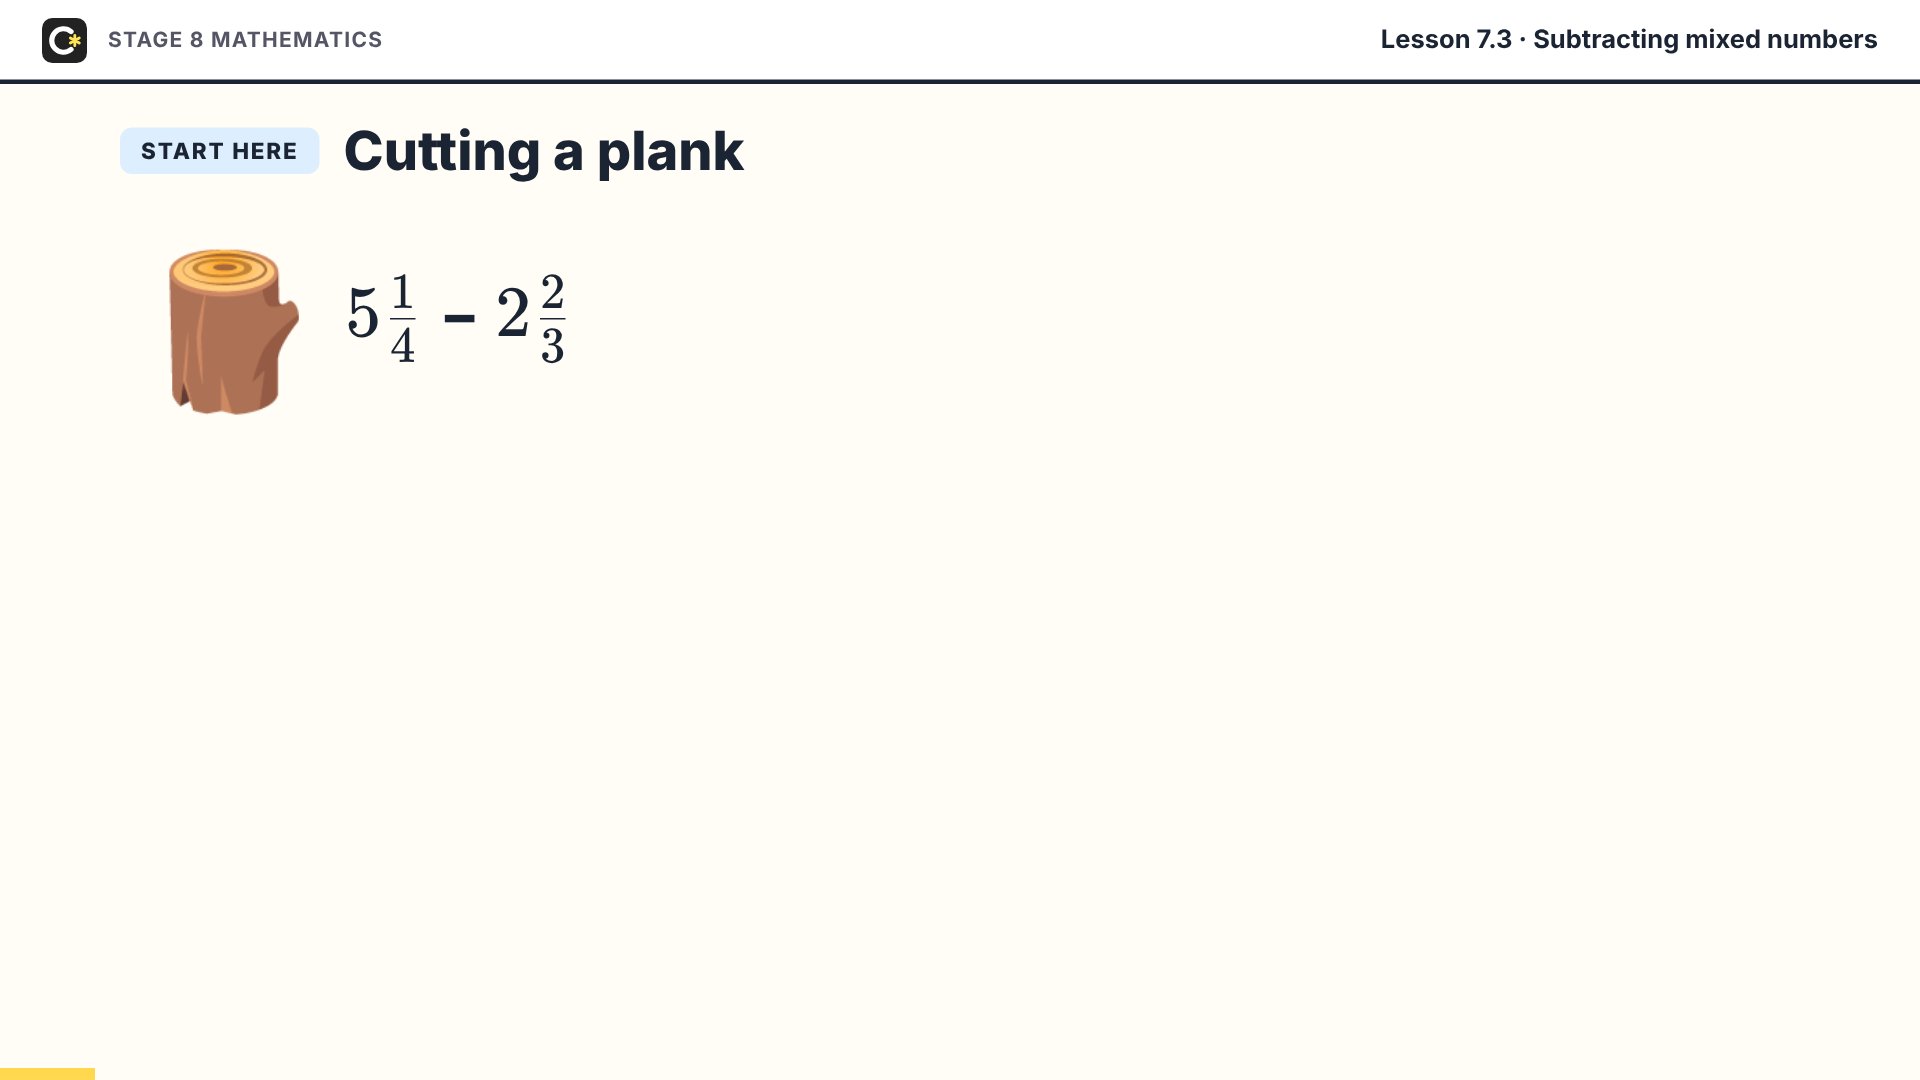 STAGE 8 MATHEMATICS
Lesson 7.3 · Subtracting mixed numbers
START HERE
Cutting a plank
5 1/4 - 2 2/3